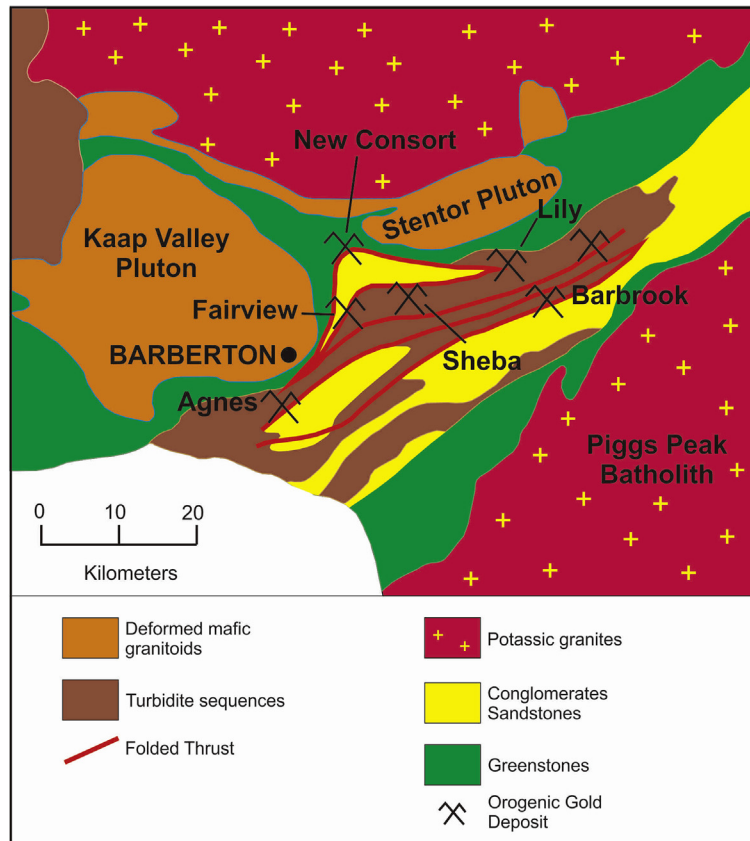 New Consort
Stentor Pluton
Lily
Kaap Valley
Pluton
Fairview
Barbrook
BARBERTON
Sheba
Agnes
Piggs Peak
Batholith
0 10 20
Kilometers
Deformed mafic
granitoids
Turbidite sequences
Folded Thrust
Potassic granites
Conglomerates
Sandstones
Greenstones
Orogenic Gold
Deposit